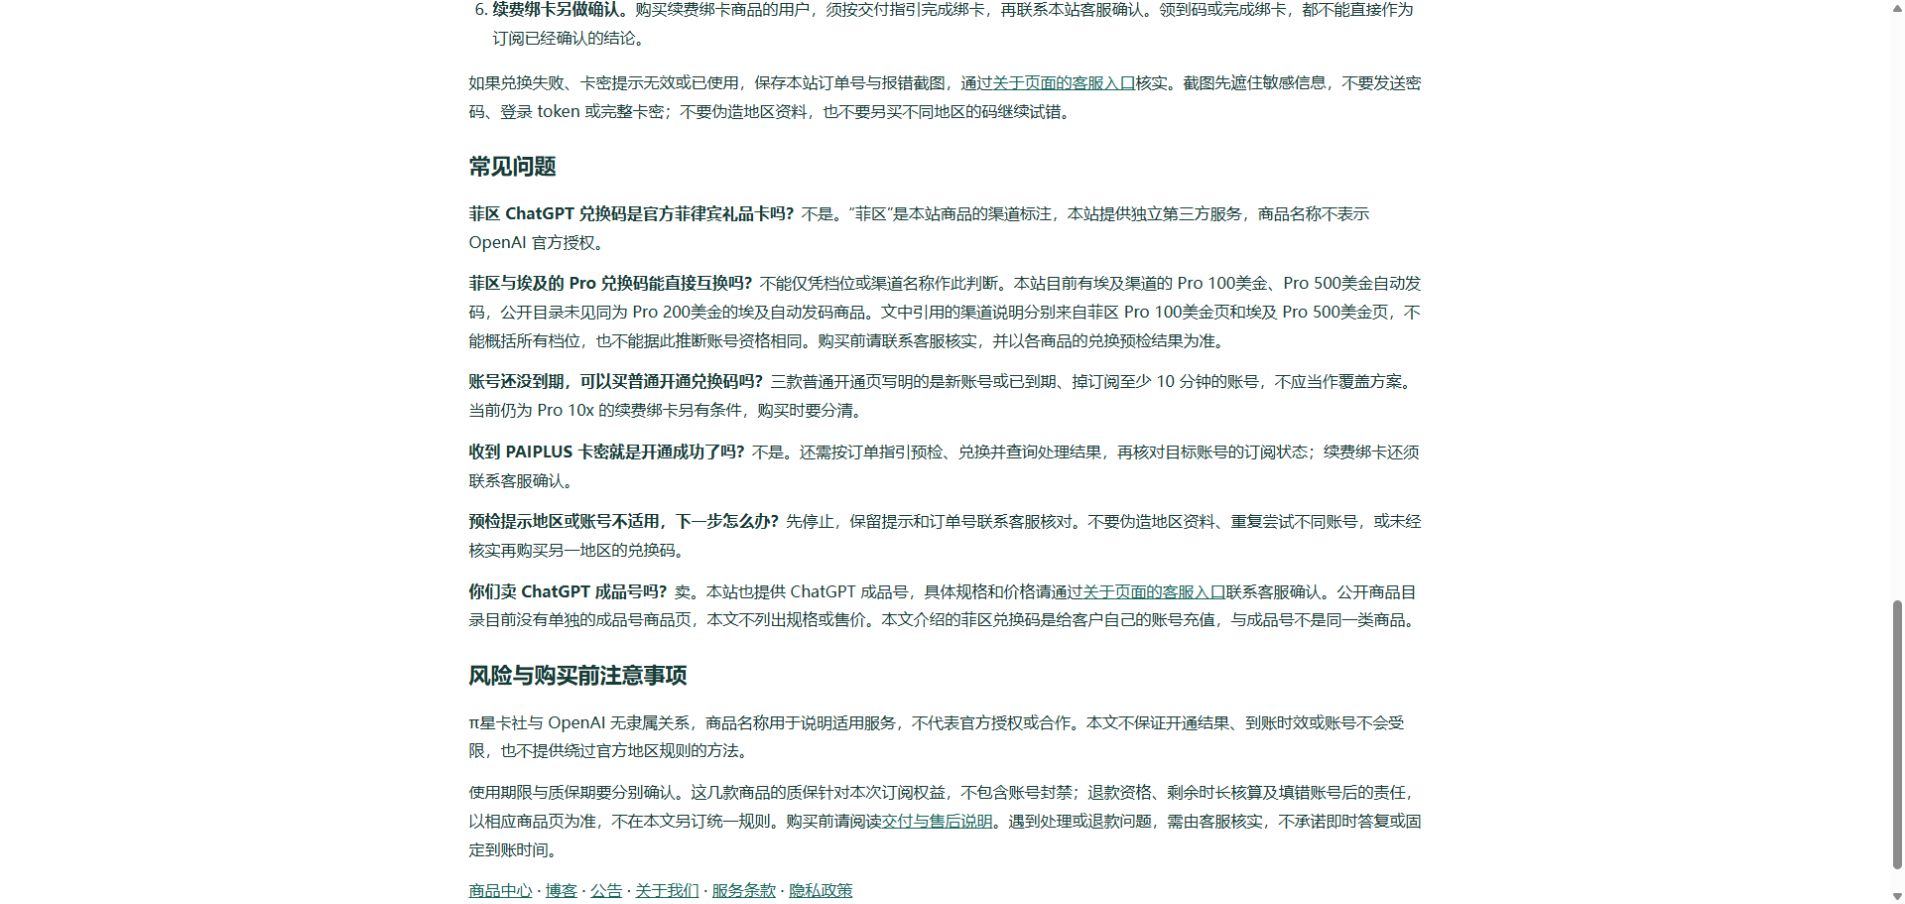 6. 续费绑卡另做确认。购买续费绑卡商品的用户，须按交付指引完成绑卡，再联系本站客服确认。领到码或完成绑卡，都不能直接作为
订阅已经确认的结论。
如果兑换失败、卡密提示无效或已使用，保存本站订单号与报错截图，通过关于页面的客服入口核实。截图先遮住敏感信息，不要发送密
码、登录 token 或完整卡密；不要伪造地区资料，也不要另买不同地区的码继续试错。
常见问题
菲区 ChatGPT 兑换码是官方菲律宾礼品卡吗？不是。“菲区”是本站商品的渠道标注，本站提供独立第三方服务，商品名称不表示
OpenAI 官方授权。
菲区与埃及的 Pro 兑换码能直接互换吗？不能仅凭档位或渠道名称作此判断。本站目前有埃及渠道的 Pro 100美金、Pro 500美金自动发
码，公开目录未见同为 Pro 200美金的埃及自动发码商品。文中引用的渠道说明分别来自菲区 Pro 100美金页和埃及 Pro 500美金页，不
能概括所有档位，也不能据此推断账号资格相同。购买前请联系客服核实，并以各商品的兑换预检结果为准。
账号还没到期，可以买普通开通兑换码吗？三款普通开通页写明的是新账号或已到期、掉订阅至少 10 分钟的账号，不应当作覆盖方案。
当前仍为 Pro 10x 的续费绑卡另有条件，购买时要分清。
收到 PAIPLUS 卡密就是开通成功了吗？不是。还需按订单指引预检、兑换并查询处理结果，再核对目标账号的订阅状态；续费绑卡还须
联系客服确认。
预检提示地区或账号不适用，下一步怎么办？先停止，保留提示和订单号联系客服核对。不要伪造地区资料、重复尝试不同账号，或未经
核实再购买另一地区的兑换码。
你们卖 ChatGPT 成品号吗？卖。本站也提供 ChatGPT 成品号，具体规格和价格请通过关于页面的客服入口联系客服确认。公开商品目
录目前没有单独的成品号商品页，本文不列出规格或售价。本文介绍的菲区兑换码是给客户自己的账号充值，与成品号不是同一类商品。
风险与购买前注意事项
π星卡社与 OpenAI 无隶属关系，商品名称用于说明适用服务，不代表官方授权或合作。本文不保证开通结果、到账时效或账号不会受
限，也不提供绕过官方地区规则的方法。
使用期限与质保期要分别确认。这几款商品的质保针对本次订阅权益，不包含账号封禁；退款资格、剩余时长核算及填错账号后的责任，
以相应商品页为准，不在本文另订统一规则。购买前请阅读交付与售后说明。遇到处理或退款问题，需由客服核实，不承诺即时答复或固
定到账时间。
商品中心 · 博客 · 公告 · 关于我们 · 服务条款 · 隐私政策